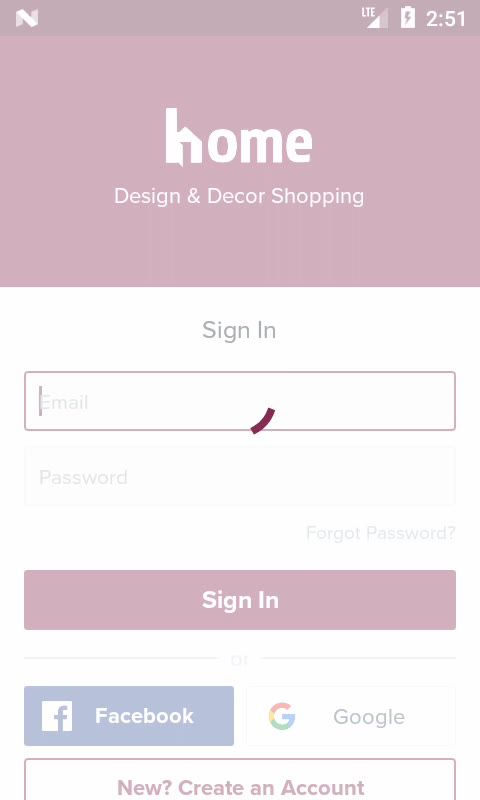 LTE 2:51
home
Design & Decor Shopping
Sign In
Email
Password
Forgot Password?
Sign In
or
Facebook
Google
New? Create an Account